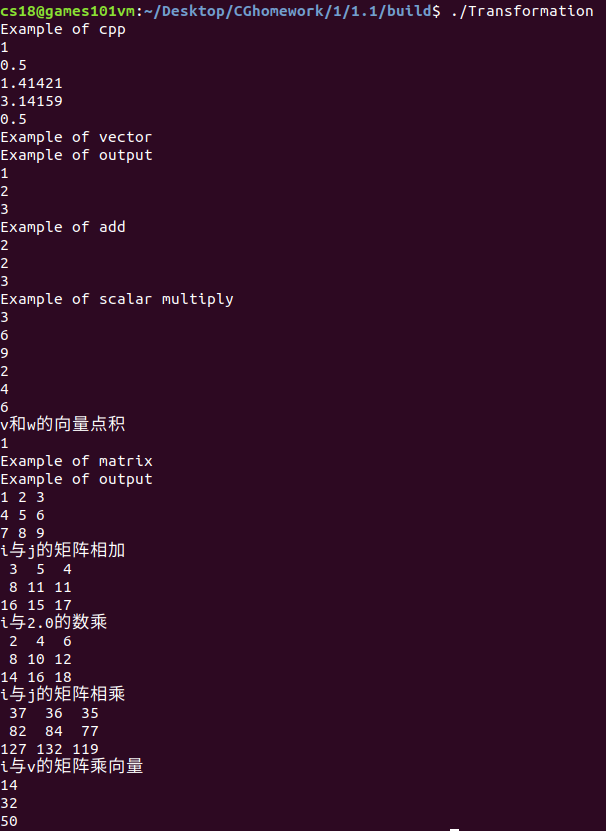 cs18@games101vm:~/Desktop/CGhomework/1/1.1/build$ ./Transformation
Example of cpp
1
0.5
1.41421
3.14159
0.5
Example of vector
Example of output
1
2
3
Example of add
2
2
3
Example of scalar multiply
3
6
9
2
4
6
v和w的向量点积
1
Example of matrix
Example of output
1 2 3
4 5 6
7 8 9
i与j的矩阵相加
 3  5  4
 8 11 11
16 15 17
i与2.0的数乘
 2  4  6
 8 10 12
14 16 18
i与j的矩阵相乘
 37  36  35
 82  84  77
127 132 119
i与v的矩阵乘向量
14
32
50